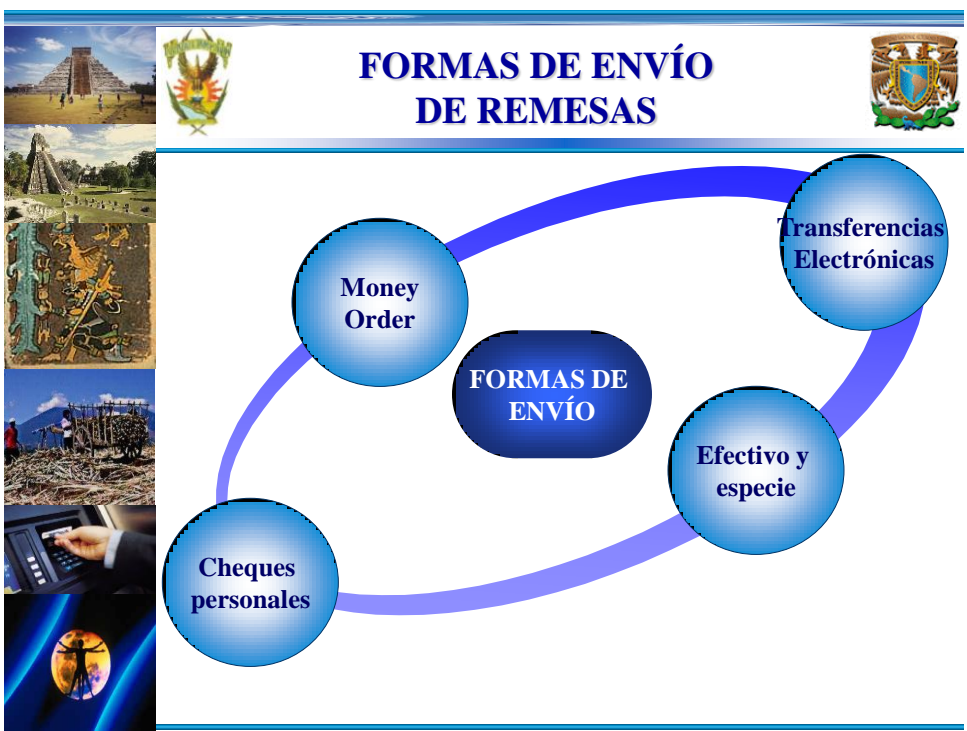 FORMAS DE ENVÍO
DE REMESAS
Transferencias
Electrónicas
Money
Order
FORMAS DE
ENVÍO
Efectivo y
especie
Cheques
personales